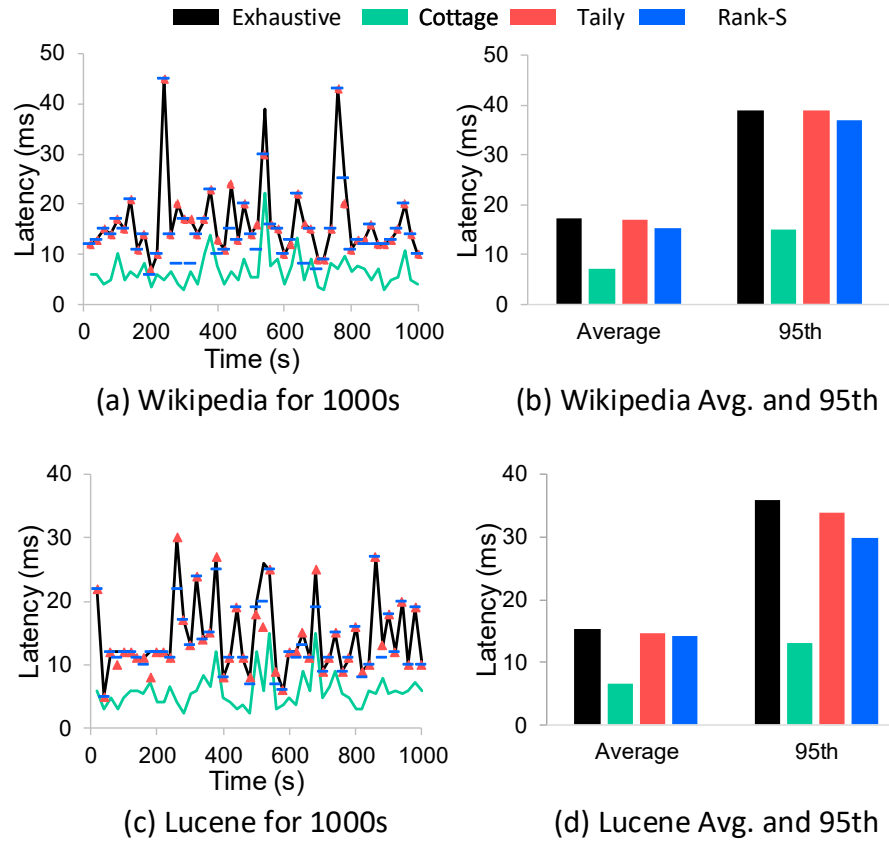 Exhaustive Cottage Taily Rank-S
50
40
30
20
10
0
Latency (ms)
0 200 400 600 800 1000
Time (s)
(a) Wikipedia for 1000s
50
40
30
20
10
0
Latency (ms)
Average 95th
(b) Wikipedia Avg. and 95th
40
30
20
10
0
Latency (ms)
0 200 400 600 800 1000
Time (s)
(c) Lucene for 1000s
40
30
20
10
0
Latency (ms)
Average 95th
(d) Lucene Avg. and 95th